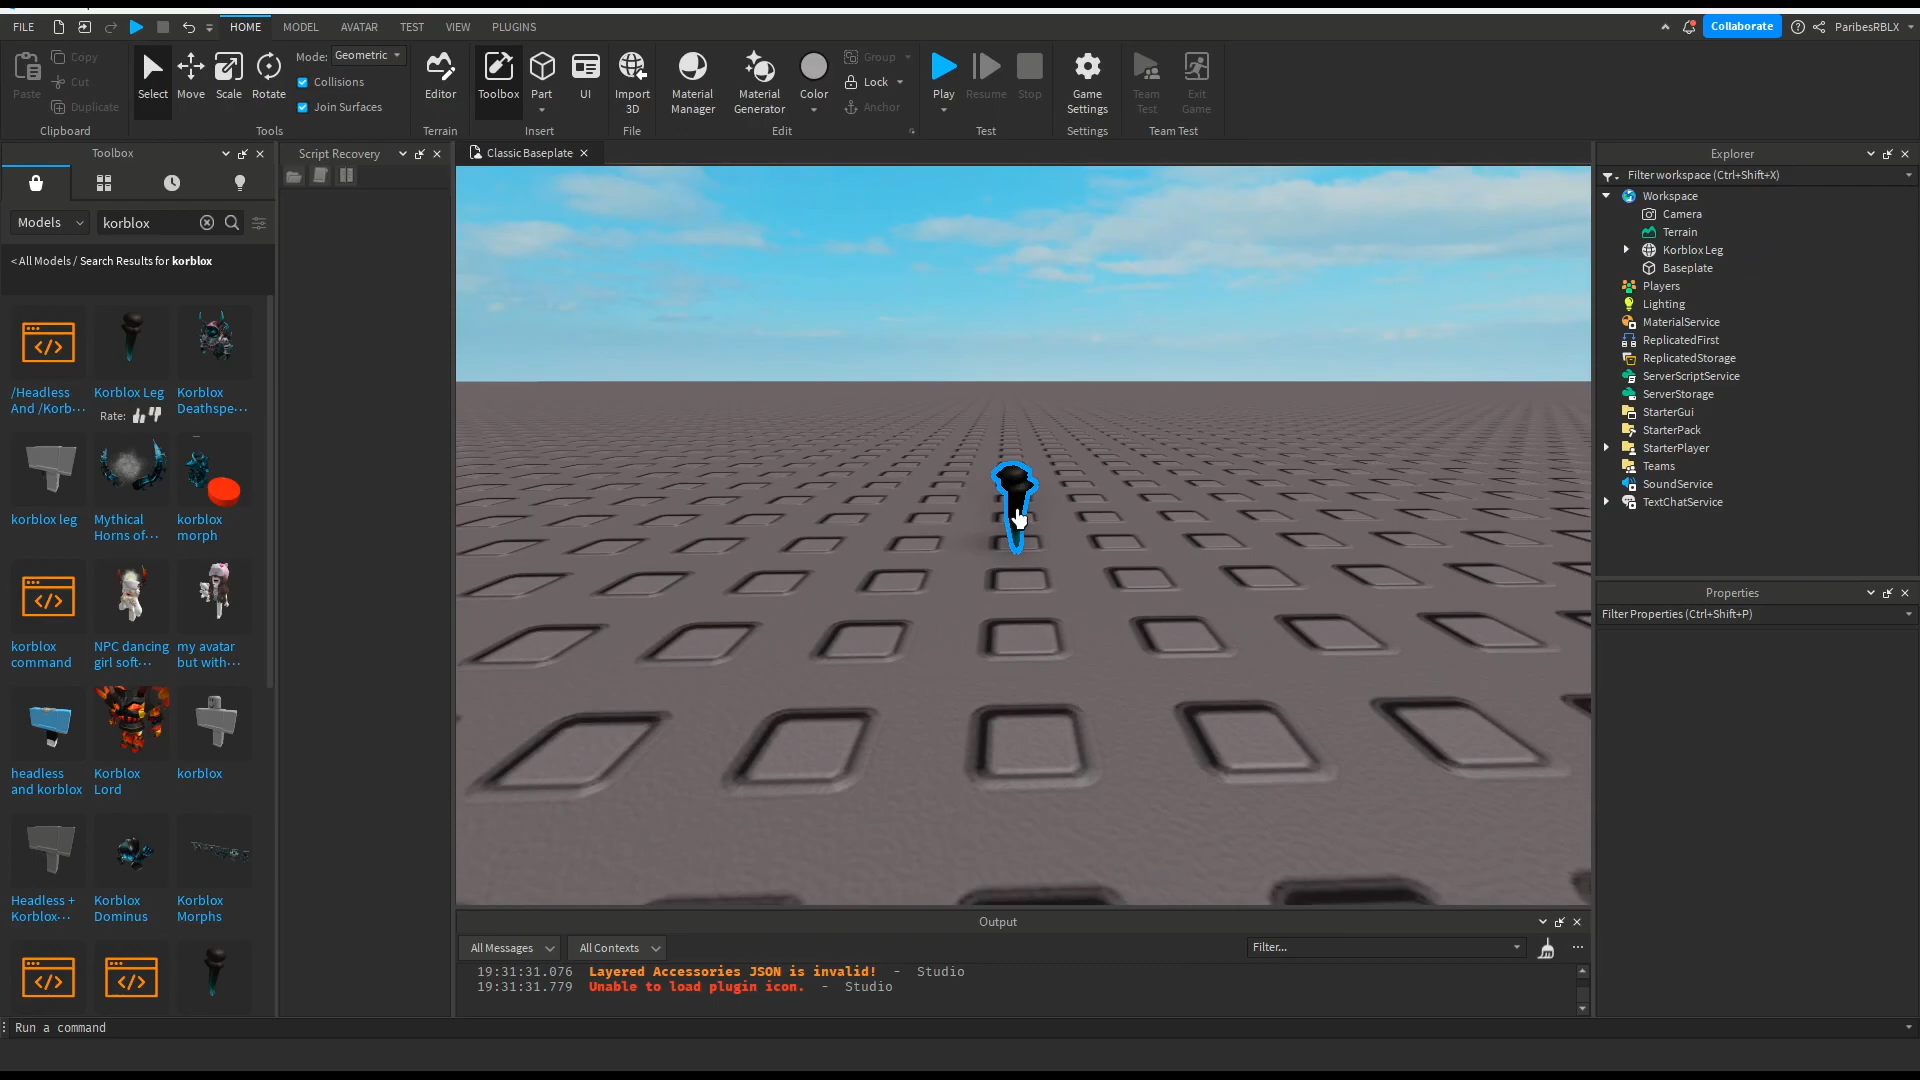 FILE HOME MODEL AVATAR TEST VIEW PLUGINS Collaborate ParibesRBLX
Paste Copy Cut Duplicate Clipboard
Select Move Scale Rotate Mode: Geometric Collisions Join Surfaces Tools
Editor Terrain
Toolbox Part UI Insert
Import 3D File
Material Manager Material Generator Color Group Lock Anchor Edit
Play Resume Stop Test
Game Settings Settings
Team Test Exit Game Team Test
Toolbox
Models korblox
< All Models / Search Results for korblox
/Headless And /Korb...
Korblox Leg
Rate:
Korblox Deathspe...
korblox leg
Mythical Horns of...
korblox morph
korblox command
NPC dancing girl soft...
my avatar but with...
headless and korblox
Korblox Lord
korblox
Headless + Korblox...
Korblox Dominus
Korblox Morphs
Script Recovery
Classic Baseplate
Explorer
Filter workspace (Ctrl+Shift+X)
Workspace
Camera
Terrain
Korblox Leg
Baseplate
Players
Lighting
MaterialService
ReplicatedFirst
ReplicatedStorage
ServerScriptService
ServerStorage
StarterGui
StarterPack
StarterPlayer
Teams
SoundService
TextChatService
Properties
Filter Properties (Ctrl+Shift+P)
Output
All Messages All Contexts Filter...
19:31:31.076 Layered Accessories JSON is invalid! - Studio
19:31:31.779 Unable to load plugin icon. - Studio
Run a command